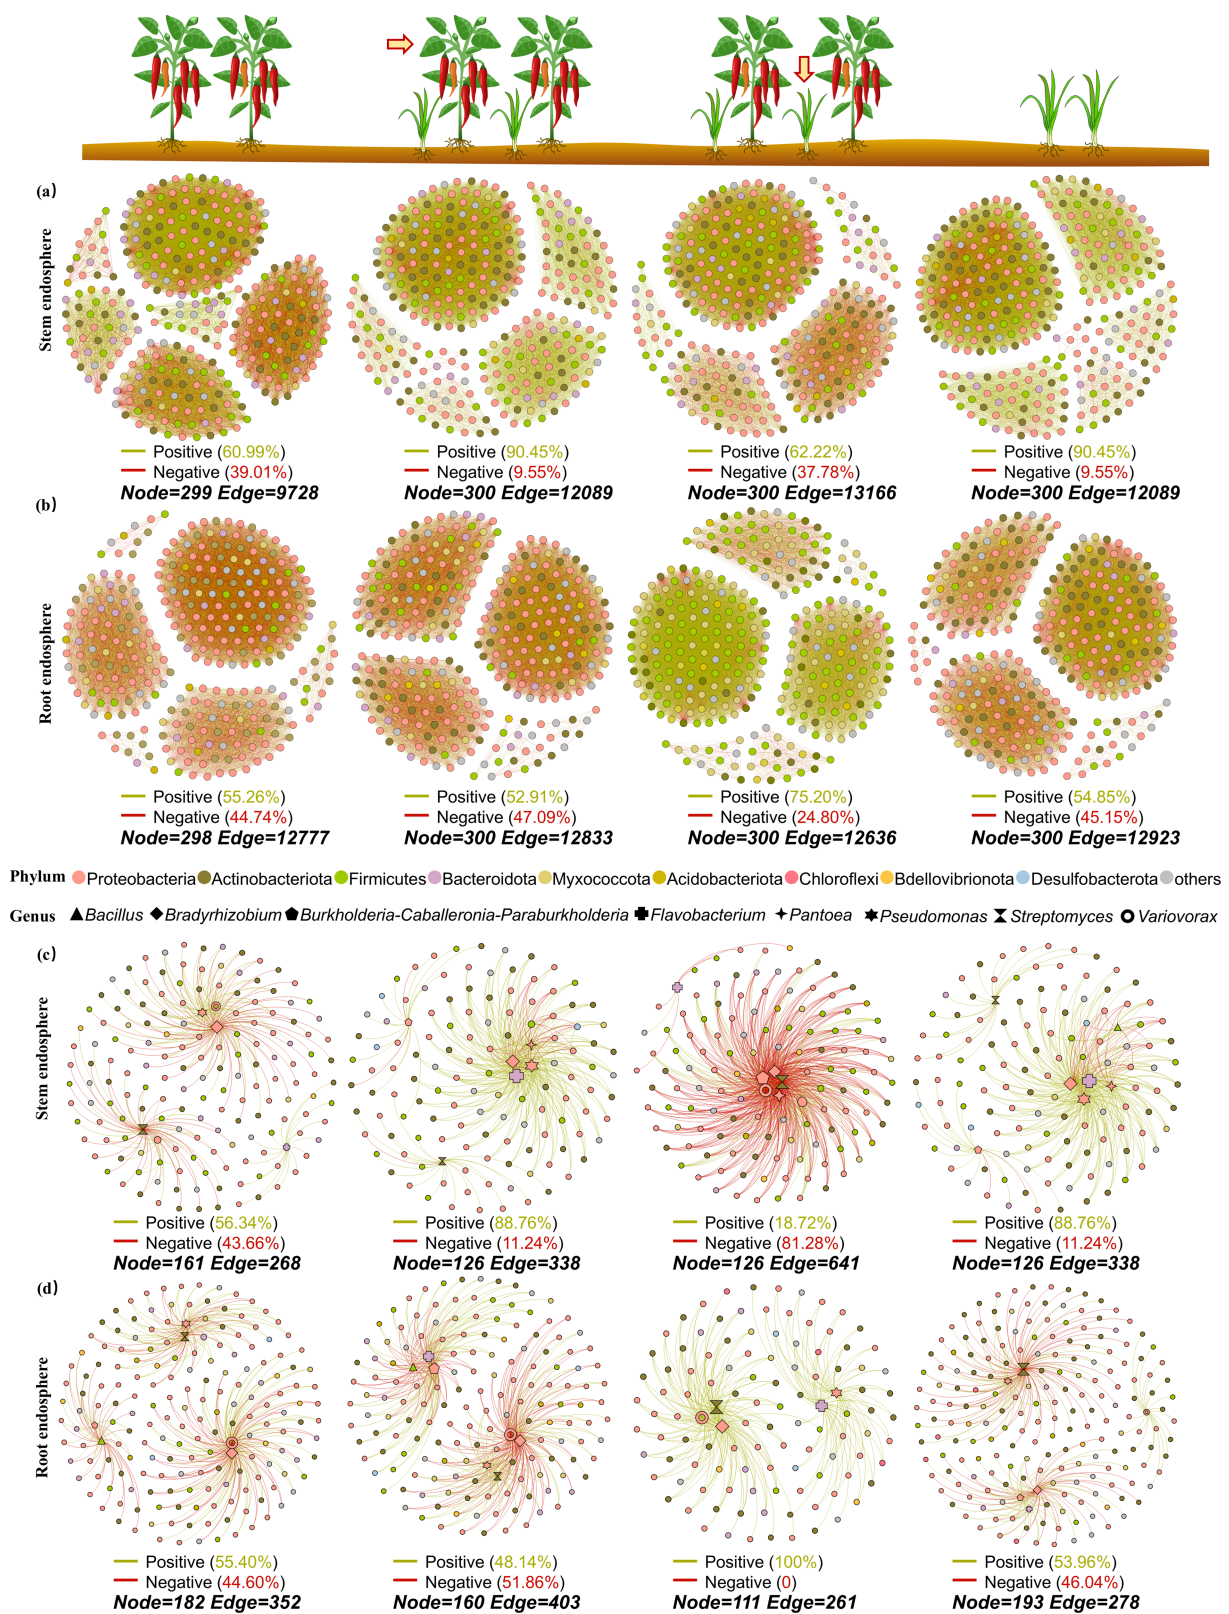 (a)
Stem endosphere
Positive (60.99%)
Negative (39.01%)
Node=299 Edge=9728
Positive (90.45%)
Negative (9.55%)
Node=300 Edge=12089
Positive (62.22%)
Negative (37.78%)
Node=300 Edge=13166
Positive (90.45%)
Negative (9.55%)
Node=300 Edge=12089
(b)
Root endosphere
Positive (55.26%)
Negative (44.74%)
Node=298 Edge=12777
Positive (52.91%)
Negative (47.09%)
Node=300 Edge=12833
Positive (75.20%)
Negative (24.80%)
Node=300 Edge=12636
Positive (54.85%)
Negative (45.15%)
Node=300 Edge=12923
Phylum Proteobacteria Actinobacteriota Firmicutes Bacteroidota Myxococcota Acidobacteriota Chloroflexi Bdellovibrionota Desulfobacterota others
Genus Bacillus Bradyrhizobium Burkholderia-Caballeronia-Paraburkholderia Flavobacterium Pantoea Pseudomonas Streptomyces Variovorax
(c)
Stem endosphere
Positive (56.34%)
Negative (43.66%)
Node=161 Edge=268
Positive (88.76%)
Negative (11.24%)
Node=126 Edge=338
Positive (18.72%)
Negative (81.28%)
Node=126 Edge=641
Positive (88.76%)
Negative (11.24%)
Node=126 Edge=338
(d)
Root endosphere
Positive (55.40%)
Negative (44.60%)
Node=182 Edge=352
Positive (48.14%)
Negative (51.86%)
Node=160 Edge=403
Positive (100%)
Negative (0)
Node=111 Edge=261
Positive (53.96%)
Negative (46.04%)
Node=193 Edge=278